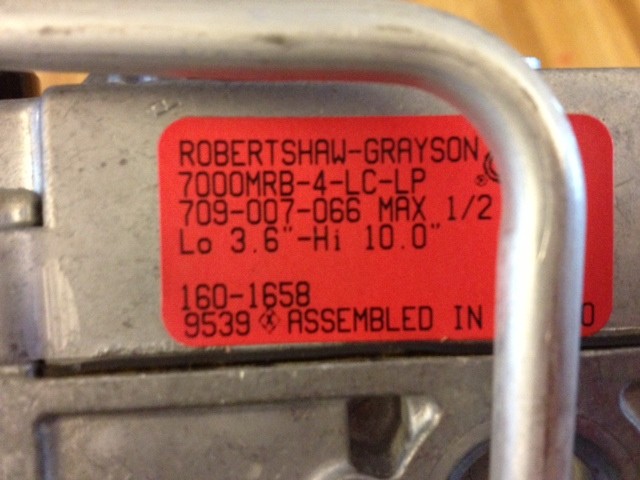 ROBERTSHAW-GRAYSON
7000MRB-4-LC-LP
709-007-066 MAX 1/2
Lo 3.6"-Hi 10.0"
160-1658
9539 ASSEMBLED IN